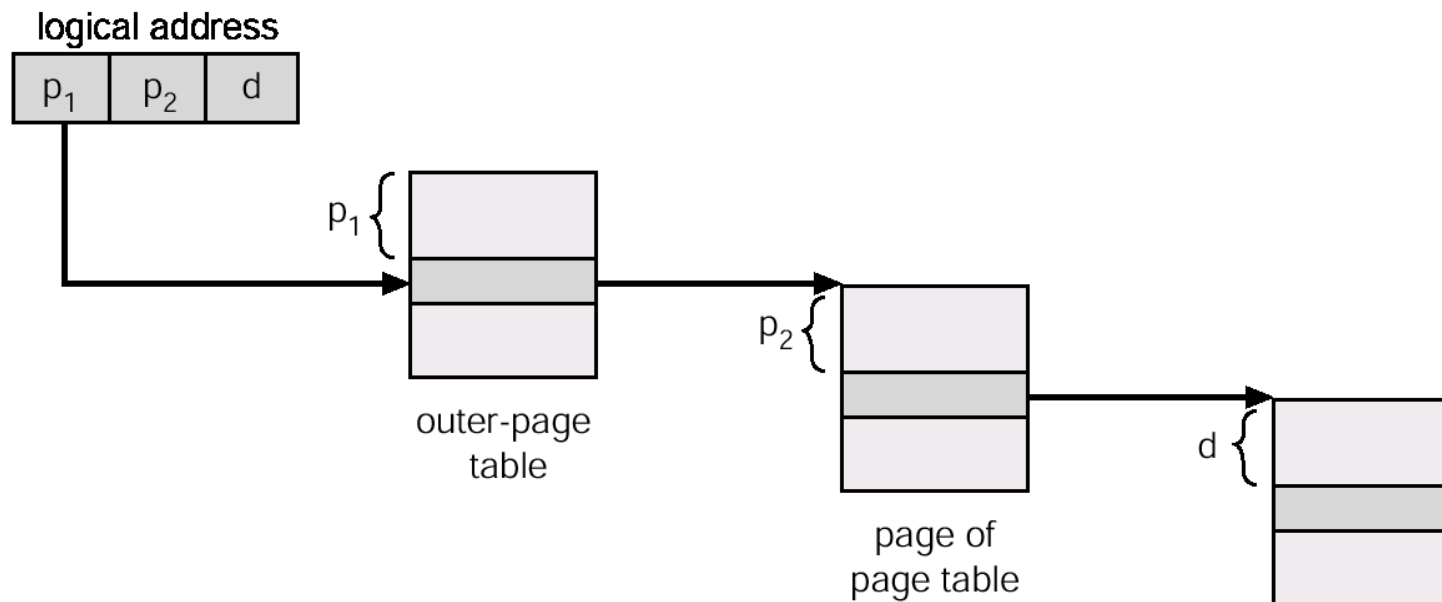 logical address
p₁ p₂ d
p₁
outer-page
table
p₂
page of
page table
d